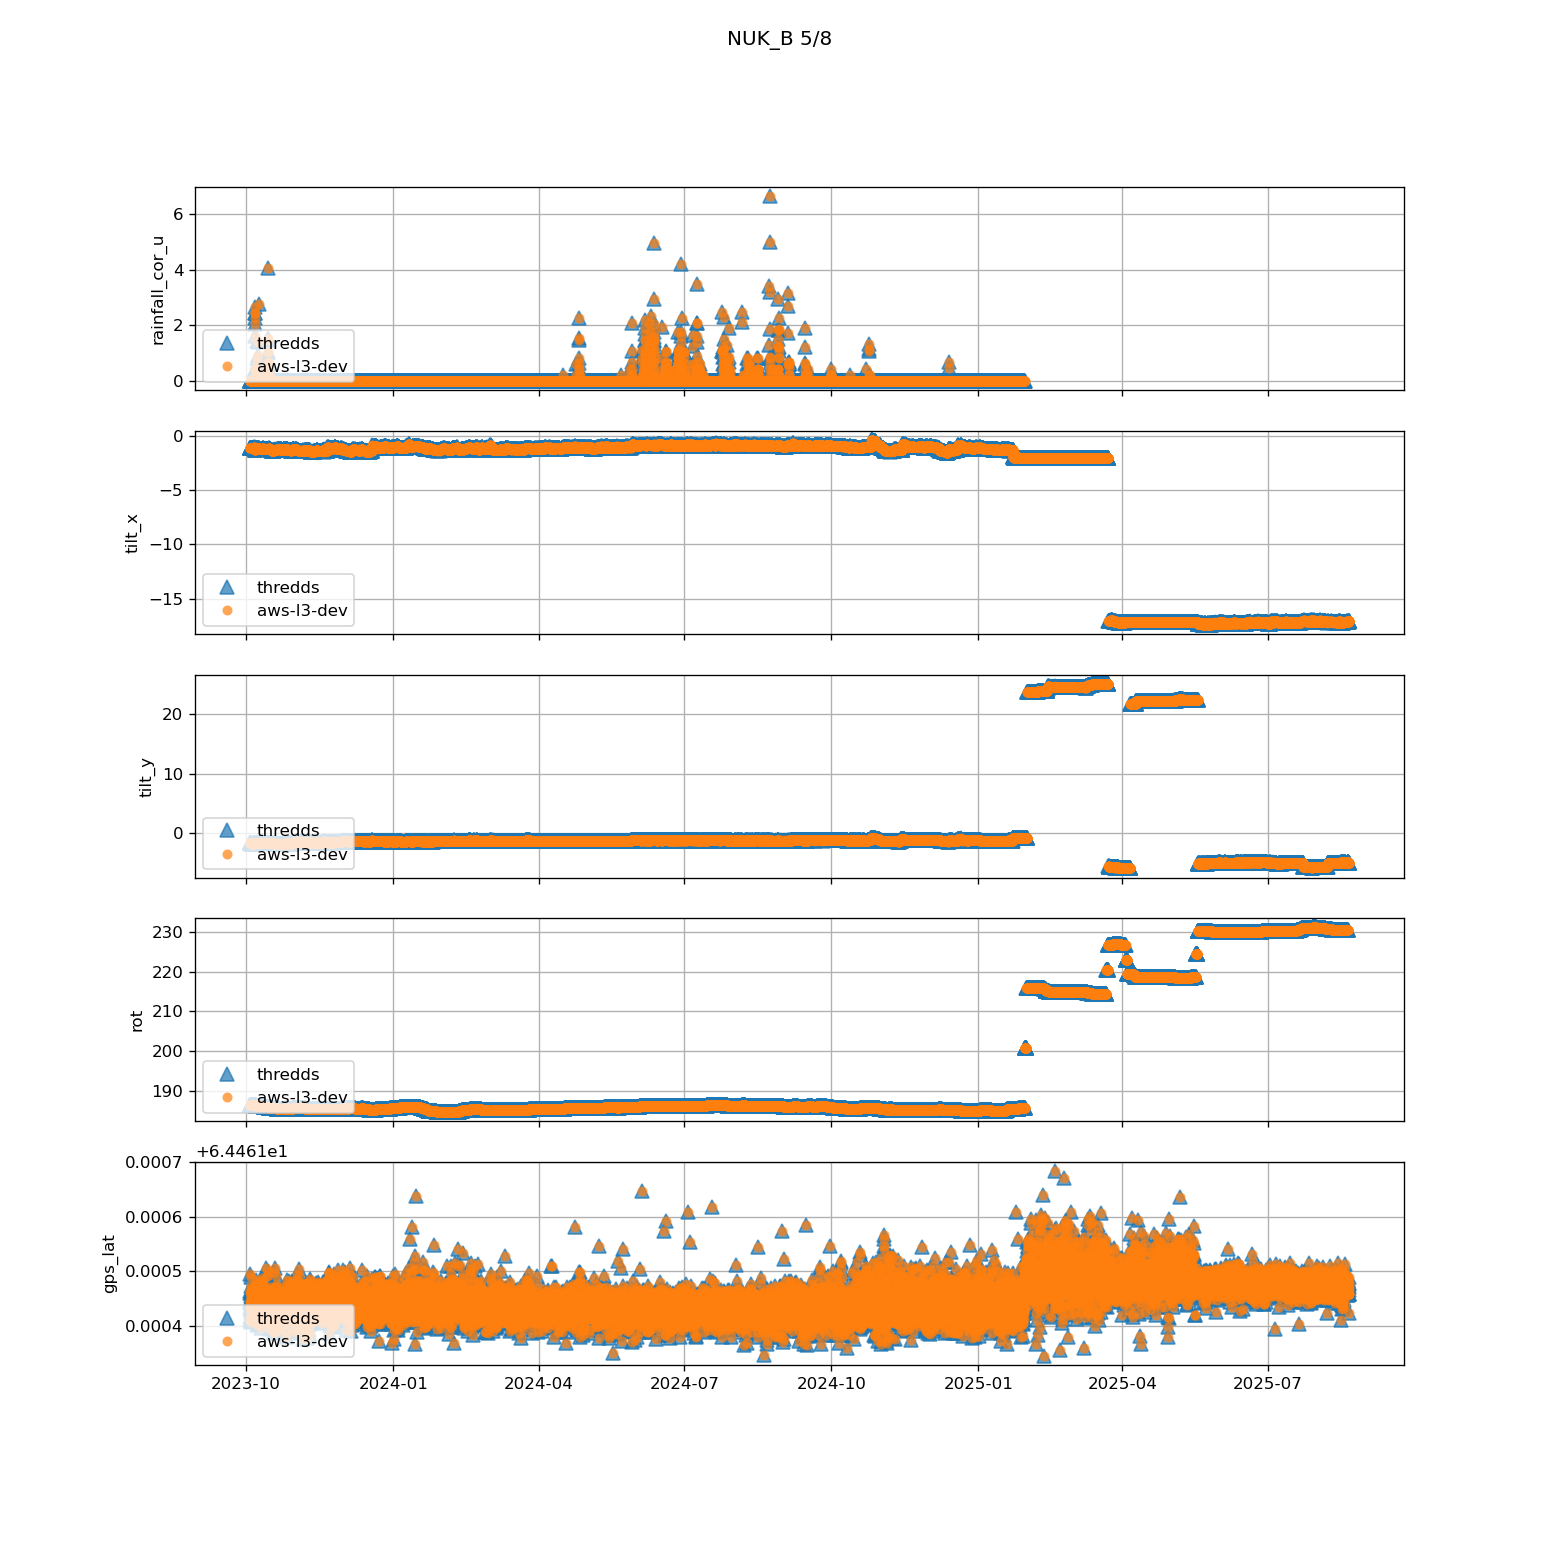 NUK_B 5/8
rainfall_cor_u
6
4
2
0
thredds
aws-l3-dev
tilt_x
0
−5
−10
−15
thredds
aws-l3-dev
tilt_y
20
10
0
thredds
aws-l3-dev
rot
230
220
210
200
190
thredds
aws-l3-dev
+6.4461e1
gps_lat
0.0007
0.0006
0.0005
0.0004
thredds
aws-l3-dev
2023-10 2024-01 2024-04 2024-07 2024-10 2025-01 2025-04 2025-07